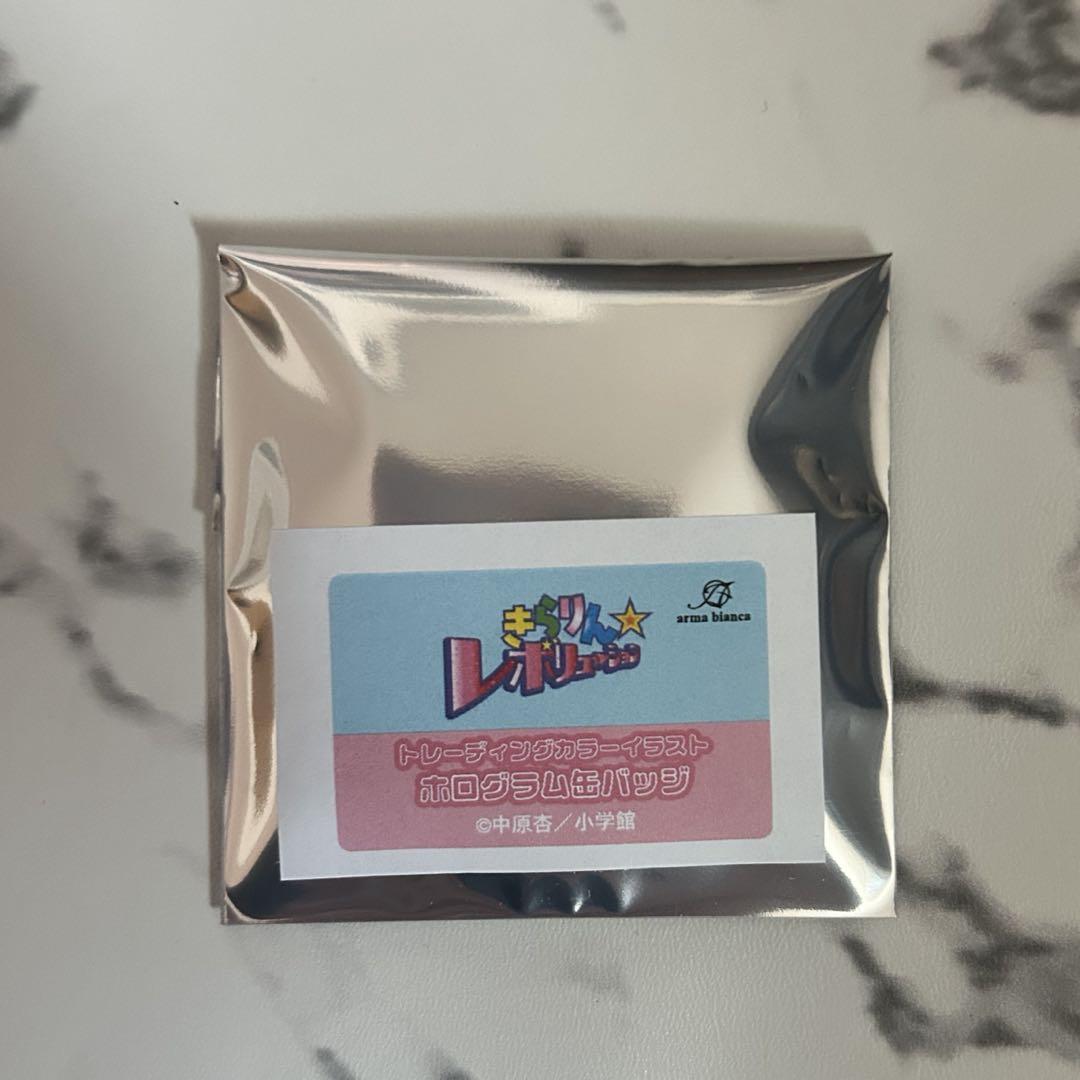 きらりん☆
レボリューション
arma bianca
トレーディングカラーイラスト
ホログラム缶バッジ
©中原杏／小学館